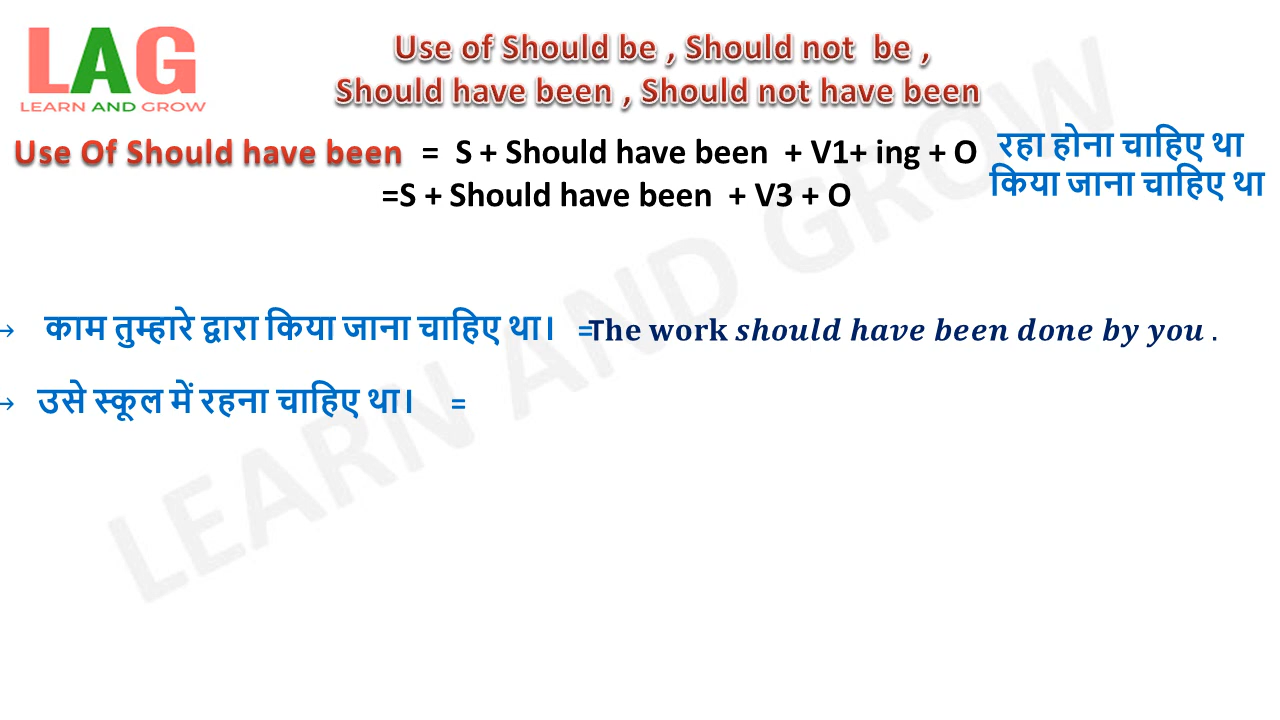 LAG
LEARN AND GROW
Use of Should be , Should not be ,
Should have been , Should not have been
Use Of Should have been = S + Should have been + V1+ ing + O रहा होना चाहिए था
=S + Should have been + V3 + O किया जाना चाहिए था
→ काम तुम्हारे द्वारा किया जाना चाहिए था। =The work should have been done by you .
→ उसे स्कूल में रहना चाहिए था। =
LEARN AND GROW